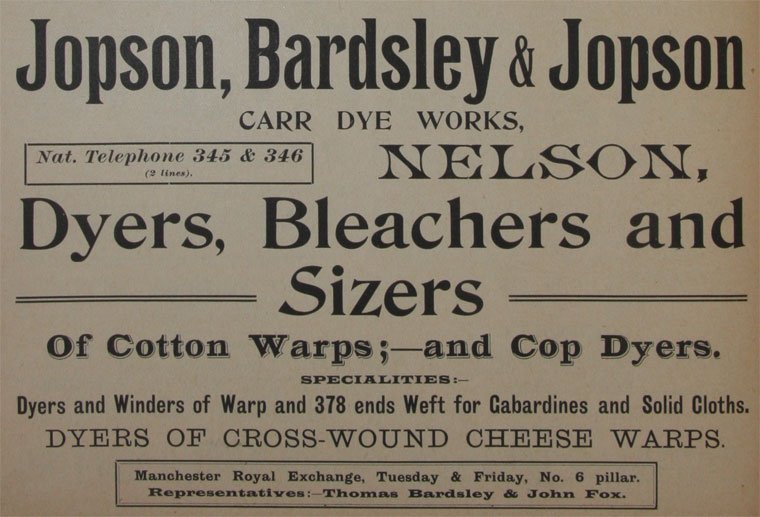 Jopson, Bardsley & Jopson
CARR DYE WORKS,
Nat. Telephone 345 & 346
(2 lines).
NELSON,
Dyers, Bleachers and
Sizers
Of Cotton Warps;—and Cop Dyers.
SPECIALITIES:—
Dyers and Winders of Warp and 378 ends Weft for Gabardines and Solid Cloths.
DYERS OF CROSS-WOUND CHEESE WARPS.
Manchester Royal Exchange, Tuesday & Friday, No. 6 pillar.
Representatives:—Thomas Bardsley & John Fox.